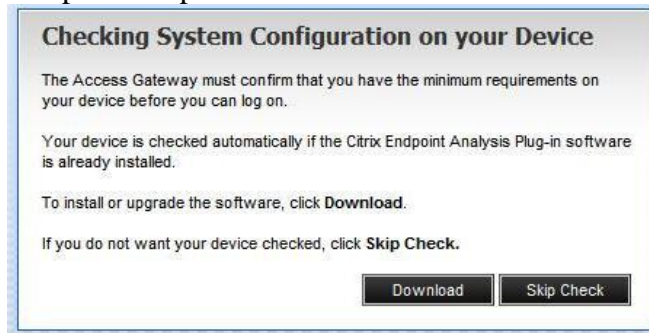 Checking System Configuration on your Device
The Access Gateway must confirm that you have the minimum requirements on
your device before you can log on.
Your device is checked automatically if the Citrix Endpoint Analysis Plug-in software
is already installed.
To install or upgrade the software, click Download.
If you do not want your device checked, click Skip Check.
Download Skip Check